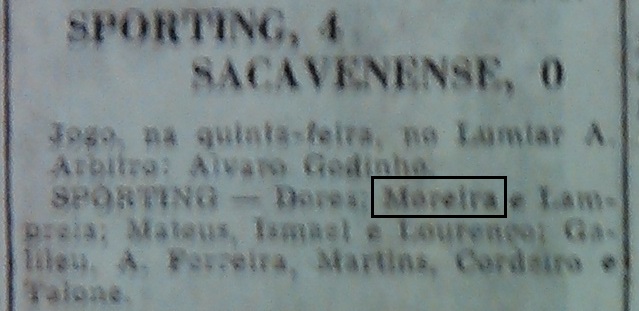 SPORTING, 4
SACAVENENSE, 0
Jogo, na quinta-feira, no Lumiar A.
Arbitro: Alvaro Godinho.
SPORTING — Dores; Moreira e Lam-
preia; Mateus, Ismael e Lourenço; Ga-
lileu, A. Ferreira, Martins, Cordeiro e
Talone.